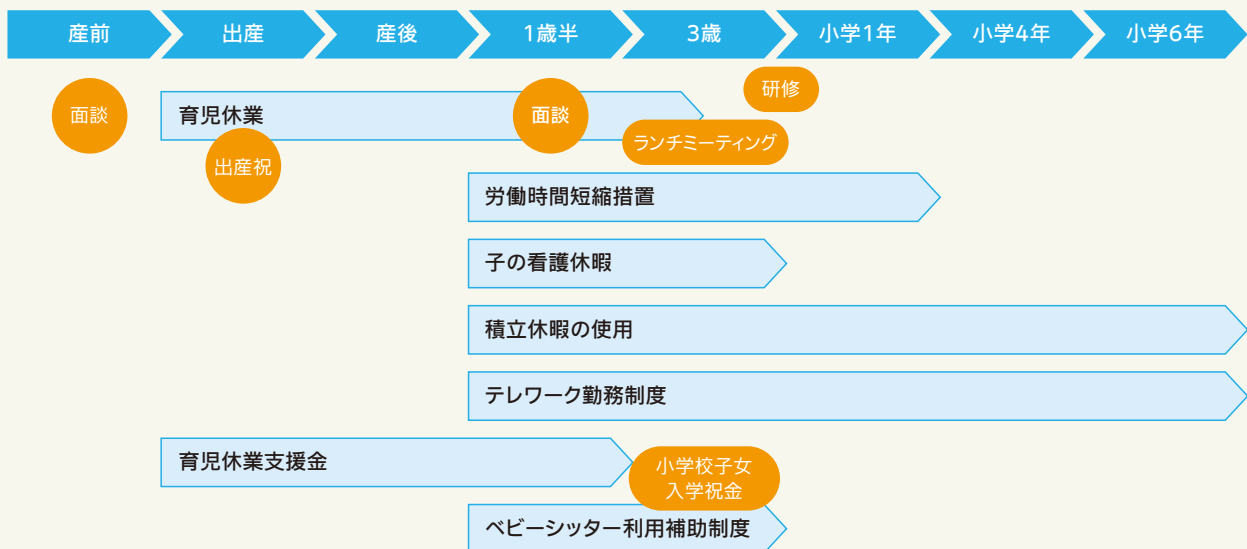 産前
出産
産後
1歳半
3歳
小学1年
小学4年
小学6年
面談
育児休業
面談
研修
ランチミーティング
出産祝
労働時間短縮措置
子の看護休暇
積立休暇の使用
テレワーク勤務制度
育児休業支援金
小学校子女
入学祝金
ベビーシッター利用補助制度